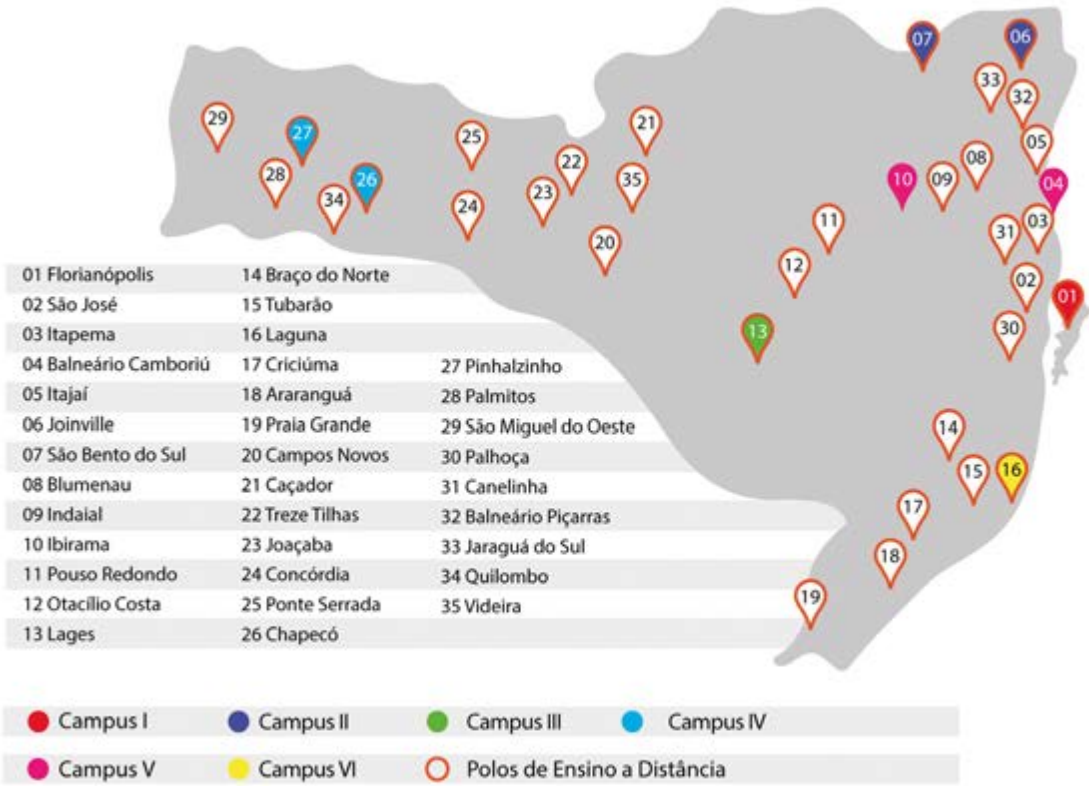 07
06
33
32
29
27
25
21
05
22
08
28
26
34
24
23
35
10
09
04
11
31
03
20
12
02
01
13
30
14
15
16
17
18
19
01 Florianópolis
02 São José
03 Itapema
04 Balneário Camboriú
05 Itajaí
06 Joinville
07 São Bento do Sul
08 Blumenau
09 Indaial
10 Ibirama
11 Pouso Redondo
12 Otacílio Costa
13 Lages
14 Braço do Norte
15 Tubarão
16 Laguna
17 Criciúma
18 Araranguá
19 Praia Grande
20 Campos Novos
21 Caçador
22 Treze Tilhas
23 Joaçaba
24 Concórdia
25 Ponte Serrada
26 Chapecó
27 Pinhalzinho
28 Palmitos
29 São Miguel do Oeste
30 Palhoça
31 Canelinha
32 Balneário Piçarras
33 Jaraguá do Sul
34 Quilombo
35 Videira
Campus I
Campus II
Campus III
Campus IV
Campus V
Campus VI
Polos de Ensino a Distância